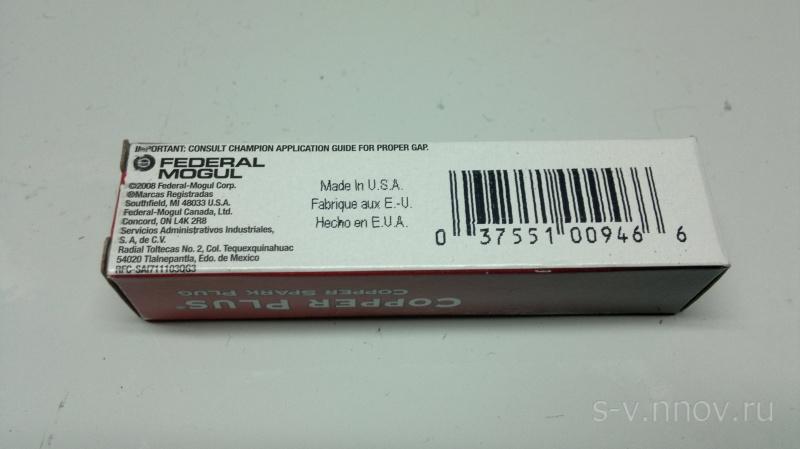 IMPORTANT: CONSULT CHAMPION APPLICATION GUIDE FOR PROPER GAP.
FEDERAL
MOGUL
©2008 Federal-Mogul Corp.
®Marcas Registradas
Southfield, MI 48033 U.S.A.
Federal-Mogul Canada, Ltd.
Concord, ON L4K 2R8
Servicios Administrativos Industriales,
S. A, de C.V.
Radial Toltecas No. 2, Col. Tequexquinahuac
54020 Tlalnepantla, Edo. de Mexico
RFC-SAI711103QG3
Made In U.S.A.
Fabrique aux E.-U.
Hecho en E.U.A.
0 37551 00946 6
COPPER PLUS®
COPPER SPARK PLUG
s-v.nnov.ru